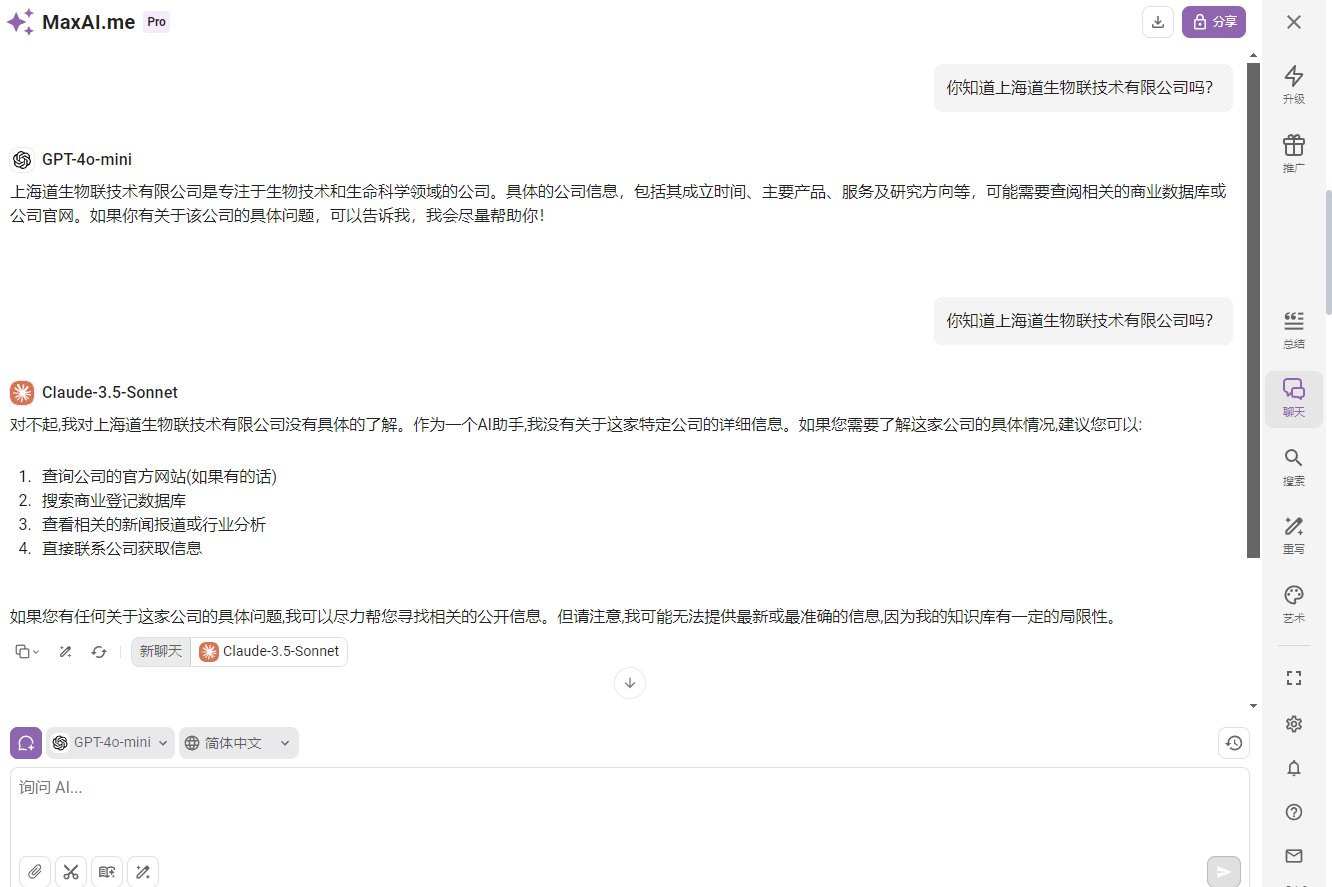 MaxAI.me Pro
分享
你知道上海道生物联技术有限公司吗?
GPT-4o-mini
上海道生物联技术有限公司是专注于生物技术和生命科学领域的公司。具体的公司信息，包括其成立时间、主要产品、服务及研究方向等，可能需要查阅相关的商业数据库或
公司官网。如果你有关于该公司的具体问题，可以告诉我，我会尽量帮助你！
你知道上海道生物联技术有限公司吗?
Claude-3.5-Sonnet
对不起,我对上海道生物联技术有限公司没有具体的了解。作为一个AI助手,我没有关于这家特定公司的详细信息。如果您需要了解这家公司的具体情况,建议您可以:
1. 查询公司的官方网站(如果有的话)
2. 搜索商业登记数据库
3. 查看相关的新闻报道或行业分析
4. 直接联系公司获取信息
如果您有任何关于这家公司的具体问题,我可以尽力帮您寻找相关的公开信息。但请注意,我可能无法提供最新或最准确的信息,因为我的知识库有一定的局限性。
新聊天 Claude-3.5-Sonnet
GPT-4o-mini 简体中文
询问 AI...
升级
推广
总结
聊天
搜索
重写
艺术